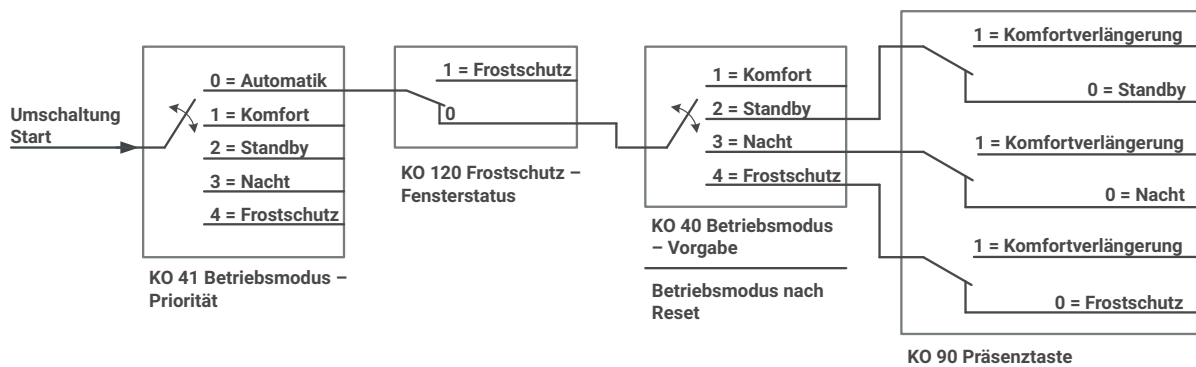 Umschaltung
Start
0 = Automatik
1 = Komfort
2 = Standby
3 = Nacht
4 = Frostschutz
KO 41 Betriebsmodus –
Priorität
1 = Frostschutz
0
KO 120 Frostschutz –
Fensterstatus
1 = Komfort
2 = Standby
3 = Nacht
4 = Frostschutz
KO 40 Betriebsmodus
– Vorgabe
Betriebsmodus nach
Reset
1 = Komfortverlängerung
0 = Standby
1 = Komfortverlängerung
0 = Nacht
1 = Komfortverlängerung
0 = Frostschutz
KO 90 Präsenztaste